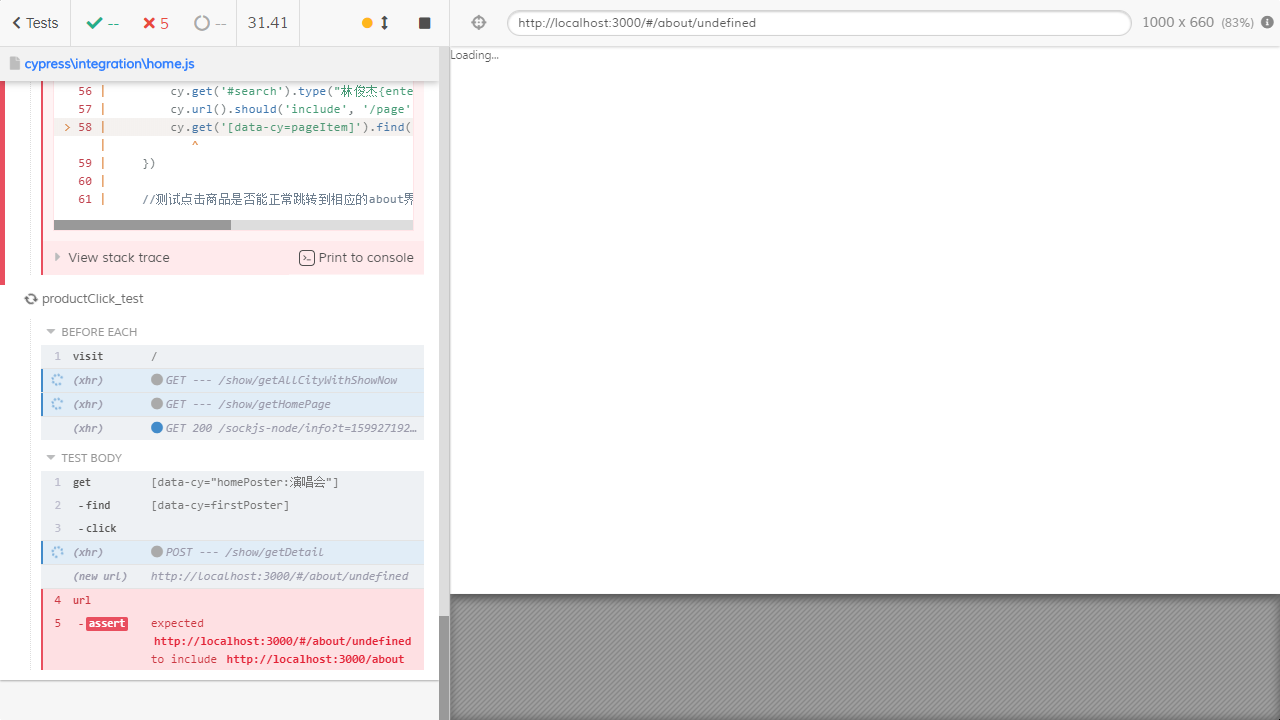 Tests
--
5
--
31.41
http://localhost:3000/#/about/undefined
1000 x 660 (83%)
cypress\integration\home.js
Loading...
56 | cy.get('#search').type("林俊杰{ente
57 | cy.url().should('include', '/page'
> 58 | cy.get('[data-cy=pageItem]').find(
| ^
59 | })
60 |
61 | //测试点击商品是否能正常跳转到相应的about界
View stack trace
Print to console
productClick_test
BEFORE EACH
1 visit /
(xhr) GET --- /show/getAllCityWithShowNow
(xhr) GET --- /show/getHomePage
(xhr) GET 200 /sockjs-node/info?t=159927192…
TEST BODY
1 get [data-cy="homePoster:演唱会"]
2 -find [data-cy=firstPoster]
3 -click
(xhr) POST --- /show/getDetail
(new url) http://localhost:3000/#/about/undefined
4 url
5 -assert expected
http://localhost:3000/#/about/undefined
to include http://localhost:3000/about